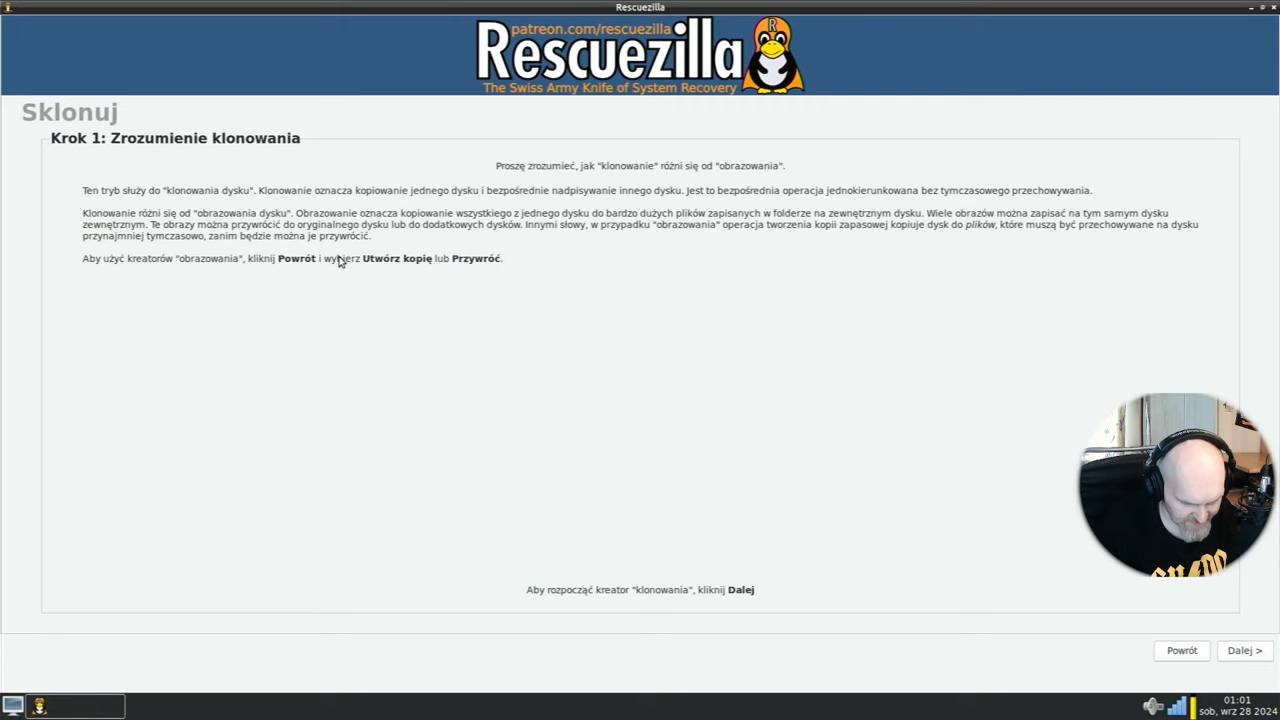 Rescuezilla
patreon.com/rescuezilla
Rescuezilla
R
The Swiss Army Knife of System Recovery
Sklonuj
Krok 1: Zrozumienie klonowania
Proszę zrozumieć, jak "klonowanie" różni się od "obrazowania".
Ten tryb służy do "klonowania dysku". Klonowanie oznacza kopiowanie jednego dysku i bezpośrednie nadpisywanie innego dysku. Jest to bezpośrednia operacja jednokierunkowana bez tymczasowego przechowywania.
Klonowanie różni się od "obrazowania dysku". Obrazowanie oznacza kopiowanie wszystkiego z jednego dysku do bardzo dużych plików zapisanych w folderze na zewnętrznym dysku. Wiele obrazów można zapisać na tym samym dysku
zewnętrznym. Te obrazy można przywrócić do oryginalnego dysku lub do dodatkowych dysków. Innymi słowy, w przypadku "obrazowania" operacja tworzenia kopii zapasowej kopiuje dysk do plików, które muszą być przechowywane na dysku
przynajmniej tymczasowo, zanim będzie można je przywrócić.
Aby użyć kreatorów "obrazowania", kliknij Powrót i wybierz Utwórz kopię lub Przywróć.
Aby rozpocząć kreator "klonowania", kliknij Dalej
Powrót
Dalej >
01:01
sob, wrz 28 2024